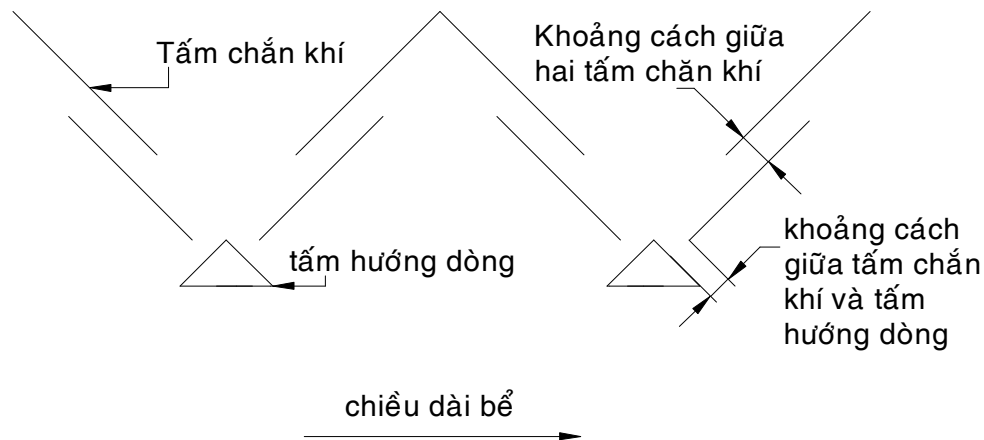 Tấm chắn khí
Khoảng cách giữa
hai tấm chăn khí
tấm hướng dòng
khoảng cách
giữa tấm chắn
khí và tấm
hướng dòng
chiều dài bể